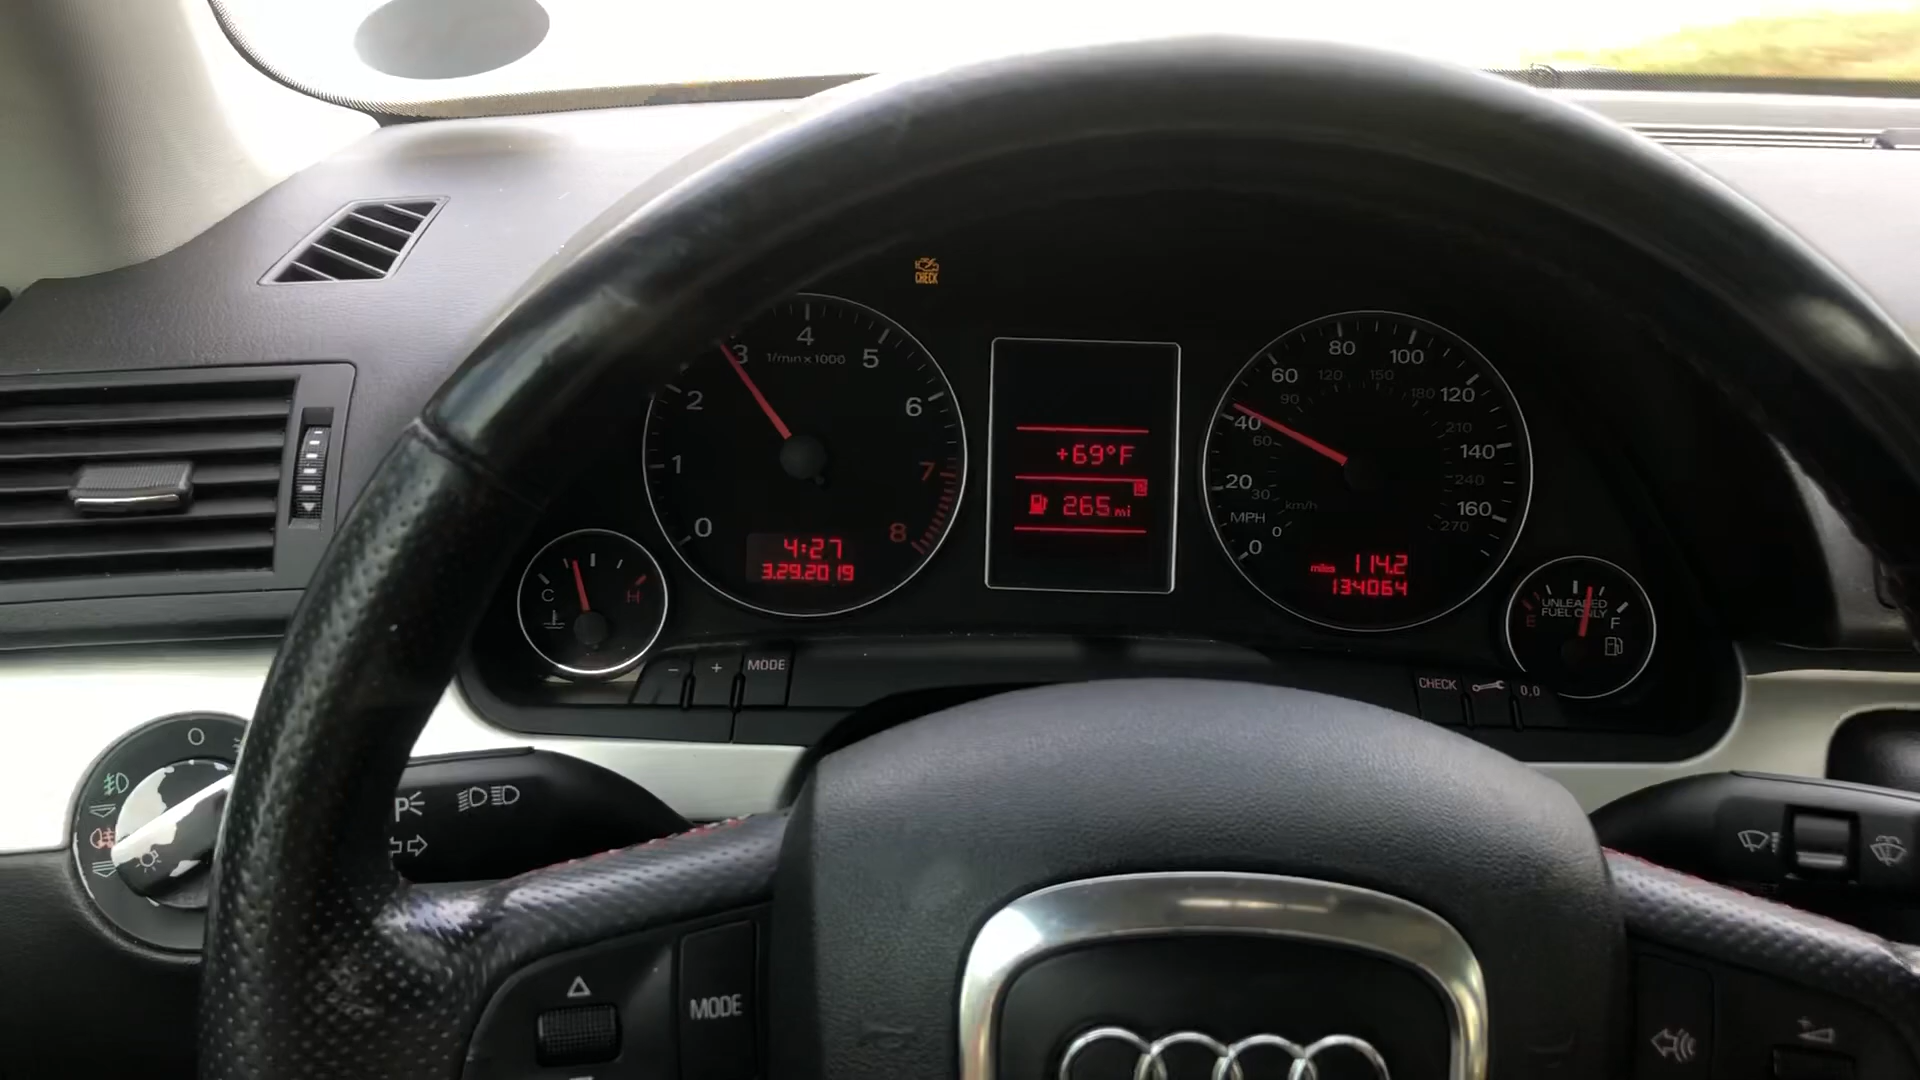 CHECK
0 1 2 3 4 5 6 7 8
1/min x 1000
4:27
3.29.2019
C H
+69°F
265 mi
0 20 40 60 80 100 120 140 160
0 30 60 90 120 150 180 210 240 270
MPH km/h
miles 114.2
134064
UNLEADED
FUEL ONLY
E F
- + MODE
CHECK 0.0
O
P
MODE